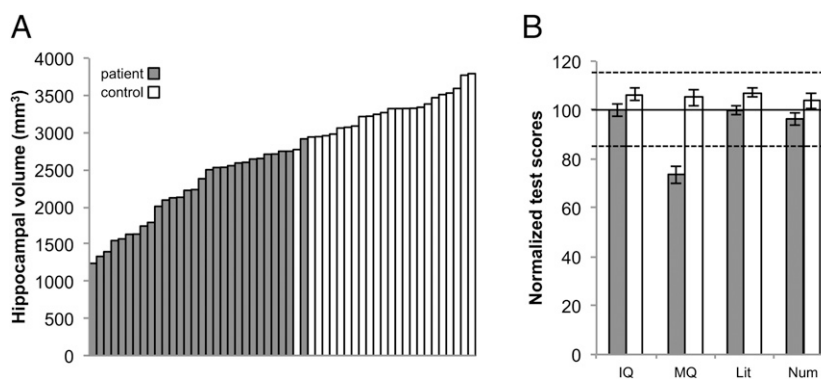 A
Hippocampal volume (mm³)
4000
3500
3000
2500
2000
1500
1000
500
0
patient
control
B
Normalized test scores
120
100
80
60
40
20
0
IQ MQ Lit Num